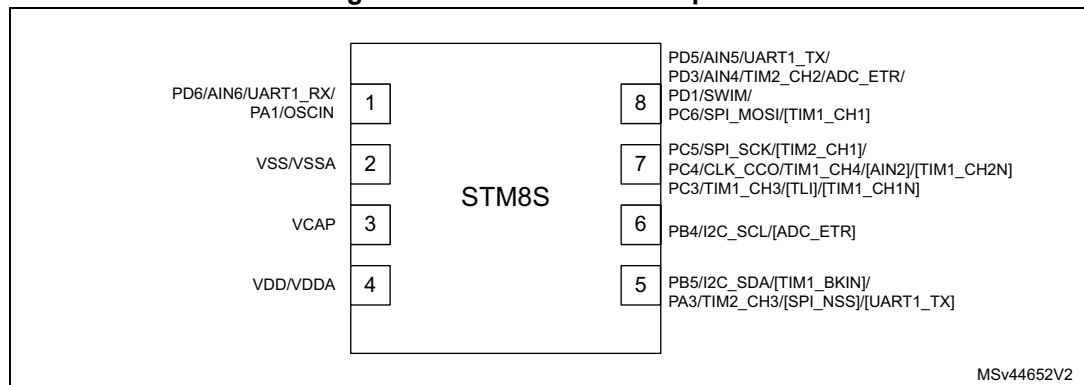 PD6/AIN6/UART1_RX/
PA1/OSCIN
1
VSS/VSSA
2
VCAP
3
VDD/VDDA
4
STM8S
8
PD5/AIN5/UART1_TX/
PD3/AIN4/TIM2_CH2/ADC_ETR/
PD1/SWIM/
PC6/SPI_MOSI/[TIM1_CH1]
7
PC5/SPI_SCK/[TIM2_CH1]/
PC4/CLK_CCO/TIM1_CH4/[AIN2]/[TIM1_CH2N]
PC3/TIM1_CH3/[TLI]/[TIM1_CH1N]
6
PB4/I2C_SCL/[ADC_ETR]
5
PB5/I2C_SDA/[TIM1_BKIN]/
PA3/TIM2_CH3/[SPI_NSS]/[UART1_TX]
MSv44652V2